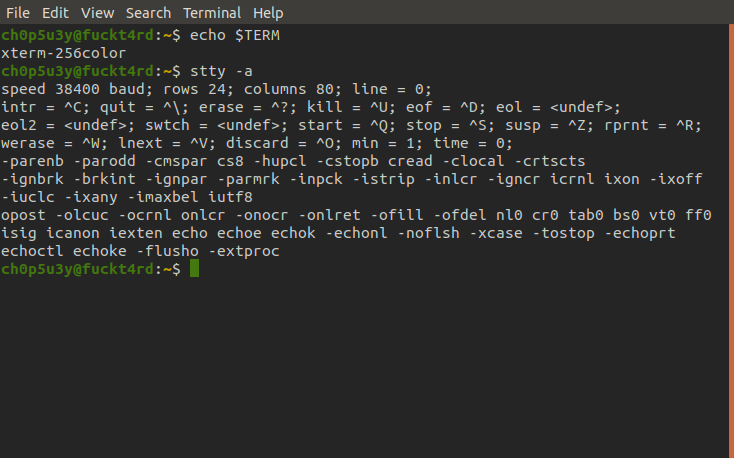 File Edit View Search Terminal Help
ch0p5u3y@fuckt4rd:~$ echo $TERM
xterm-256color
ch0p5u3y@fuckt4rd:~$ stty -a
speed 38400 baud; rows 24; columns 80; line = 0;
intr = ^C; quit = ^\; erase = ^?; kill = ^U; eof = ^D; eol = <undef>;
eol2 = <undef>; swtch = <undef>; start = ^Q; stop = ^S; susp = ^Z; rprnt = ^R;
werase = ^W; lnext = ^V; discard = ^O; min = 1; time = 0;
-parenb -parodd -cmspar cs8 -hupcl -cstopb cread -clocal -crtscts
-ignbrk -brkint -ignpar -parmrk -inpck -istrip -inlcr -igncr icrnl ixon -ixoff
-iuclc -ixany -imaxbel iutf8
opost -olcuc -ocrnl onlcr -onocr -onlret -ofill -ofdel nl0 cr0 tab0 bs0 vt0 ff0
isig icanon iexten echo echoe echok -echonl -noflsh -xcase -tostop -echoprt
echoctl echoke -flusho -extproc
ch0p5u3y@fuckt4rd:~$